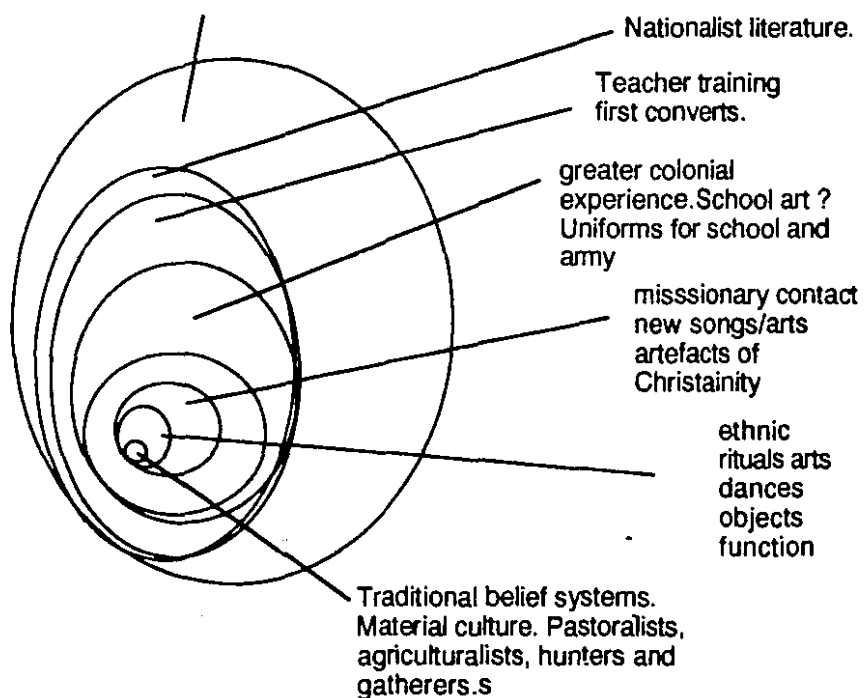 Nationalist literature.
Teacher training
first converts.
greater colonial
experience.School art ?
Uniforms for school and
army
misssionary contact
new songs/arts
artefacts of
Christainity
ethnic
rituals arts
dances
objects
function
Traditional belief systems.
Material culture. Pastoralists,
agriculturalists, hunters and
gatherers.s